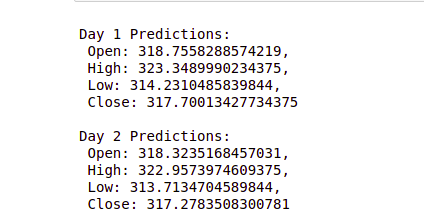 Day 1 Predictions:
Open: 318.7558288574219,
High: 323.3489990234375,
Low: 314.2310485839844,
Close: 317.70013427734375
Day 2 Predictions:
Open: 318.3235168457031,
High: 322.9573974609375,
Low: 313.7134704589844,
Close: 317.2783508300781